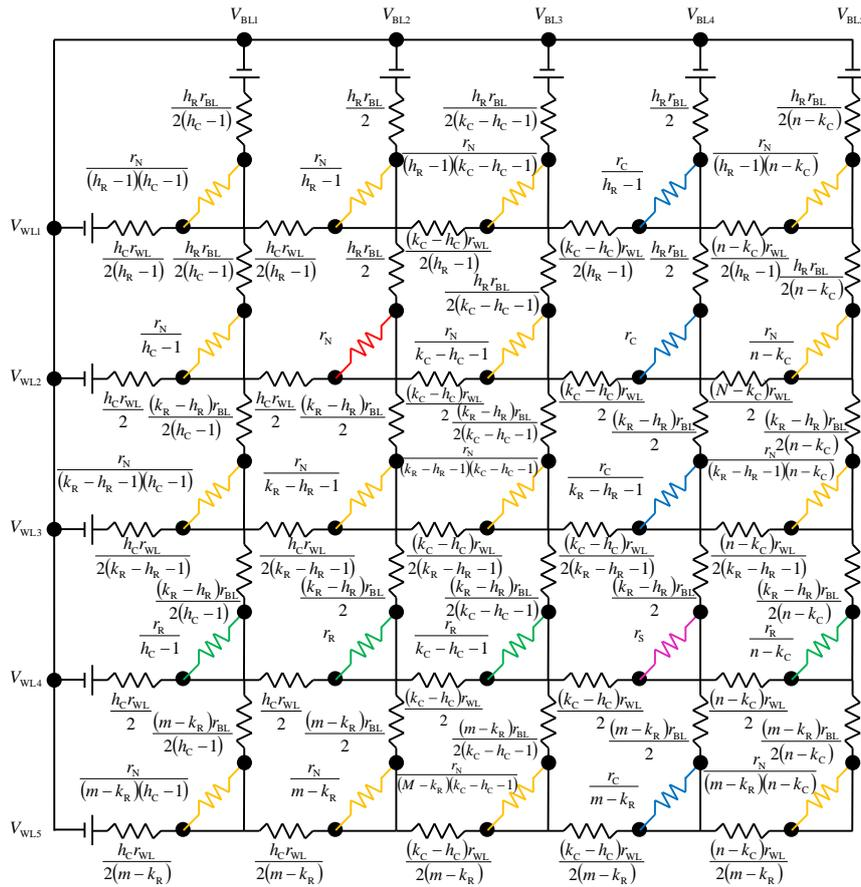 V_BL1 V_BL2 V_BL3 V_BL4 V_BL
h_R r_BL / 2(h_C − 1) h_R r_BL / 2 h_R r_BL / 2(k_C − h_C − 1) h_R r_BL / 2 h_R r_BL / 2(n − k_C)
r_N / (h_R − 1)(h_C − 1) r_N / h_R − 1 r_N / (h_R − 1)(k_C − h_C − 1) r_C / h_R − 1 r_N / (h_R − 1)(n − k_C)
V_WL1
h_C r_WL / 2(h_R − 1) h_R r_BL / 2(h_C − 1) h_C r_WL / 2(h_R − 1) h_R r_BL / 2 (k_C − h_C)r_WL / 2(h_R − 1) h_R r_BL / 2(k_C − h_C − 1) (k_C − h_C)r_WL / 2(h_R − 1) h_R r_BL / 2 (n − k_C)r_WL / 2(h_R − 1) h_R r_BL / 2(n − k_C)
r_N / h_C − 1 r_N r_N / k_C − h_C − 1 r_C r_N / n − k_C
V_WL2
h_C r_WL / 2 (k_R − h_R)r_BL / 2(h_C − 1) h_C r_WL / 2 (k_R − h_R)r_BL / 2 (k_C − h_C)r_WL / 2 (k_R − h_R)r_BL / 2(k_C − h_C − 1) (k_C − h_C)r_WL / 2 (k_R − h_R)r_BL / 2 (N − k_C)r_WL / 2 (k_R − h_R)r_BL / 2(n − k_C)
r_N / (k_R − h_R − 1)(h_C − 1) r_N / k_R − h_R − 1 r_N / (k_R − h_R − 1)(k_C − h_C − 1) r_C / k_R − h_R − 1 r_N / (k_R − h_R − 1)(n − k_C)
V_WL3
h_C r_WL / 2(k_R − h_R − 1) h_C r_WL / 2(k_R − h_R − 1) (k_C − h_C)r_WL / 2(k_R − h_R − 1) (k_C − h_C)r_WL / 2(k_R − h_R − 1) (n − k_C)r_WL / 2(k_R − h_R − 1)
(k_R − h_R)r_BL / 2(h_C − 1) (k_R − h_R)r_BL / 2 (k_R − h_R)r_BL / 2(k_C − h_C − 1) (k_R − h_R)r_BL / 2 (k_R − h_R)r_BL / 2(n − k_C)
r_R / h_C − 1 r_R r_R / k_C − h_C − 1 r_S r_R / n − k_C
V_WL4
h_C r_WL / 2 (m − k_R)r_BL / 2(h_C − 1) h_C r_WL / 2 (m − k_R)r_BL / 2 (k_C − h_C)r_WL / 2 (m − k_R)r_BL / 2(k_C − h_C − 1) (k_C − h_C)r_WL / 2 (m − k_R)r_BL / 2 (n − k_C)r_WL / 2 (m − k_R)r_BL / 2(n − k_C)
r_N / (m − k_R)(h_C − 1) r_N / m − k_R r_N / (M − k_R)(k_C − h_C − 1) r_C / m − k_R r_N / (m − k_R)(n − k_C)
V_WL5
h_C r_WL / 2(m − k_R) h_C r_WL / 2(m − k_R) (k_C − h_C)r_WL / 2(m − k_R) (k_C − h_C)r_WL / 2(m − k_R) (n − k_C)r_WL / 2(m − k_R)